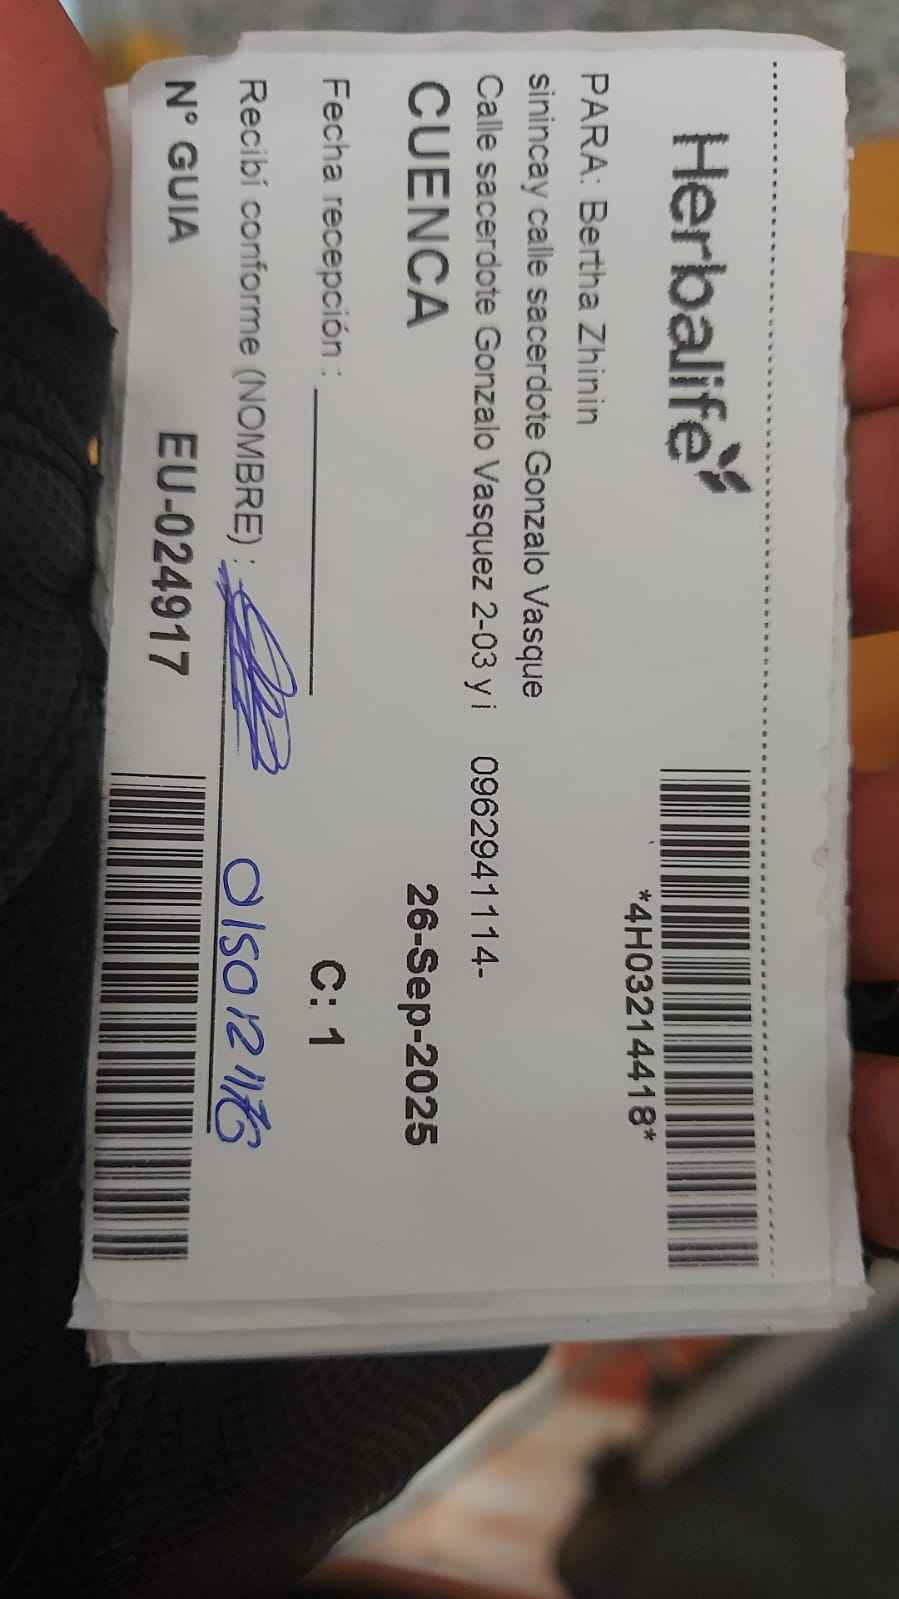 Herbalife
*4H03214418*
PARA: Bertha Zhinin
sinincay calle sacerdote Gonzalo Vasque
Calle sacerdote Gonzalo Vasquez 2-03 y i 0962941114-
CUENCA 26-Sep-2025
Fecha recepción : C: 1
Recibí conforme (NOMBRE) :
N° GUIA EU-024917